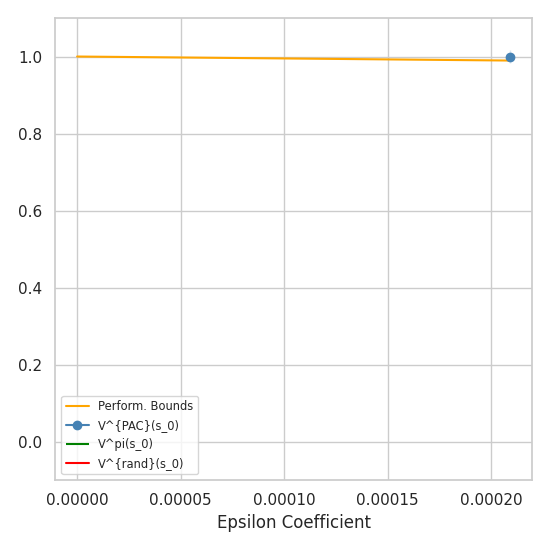 1.0
0.8
0.6
0.4
0.2
0.0
Perform. Bounds
V^{PAC}(s_0)
V^pi(s_0)
V^{rand}(s_0)
0.00000 0.00005 0.00010 0.00015 0.00020
Epsilon Coefficient